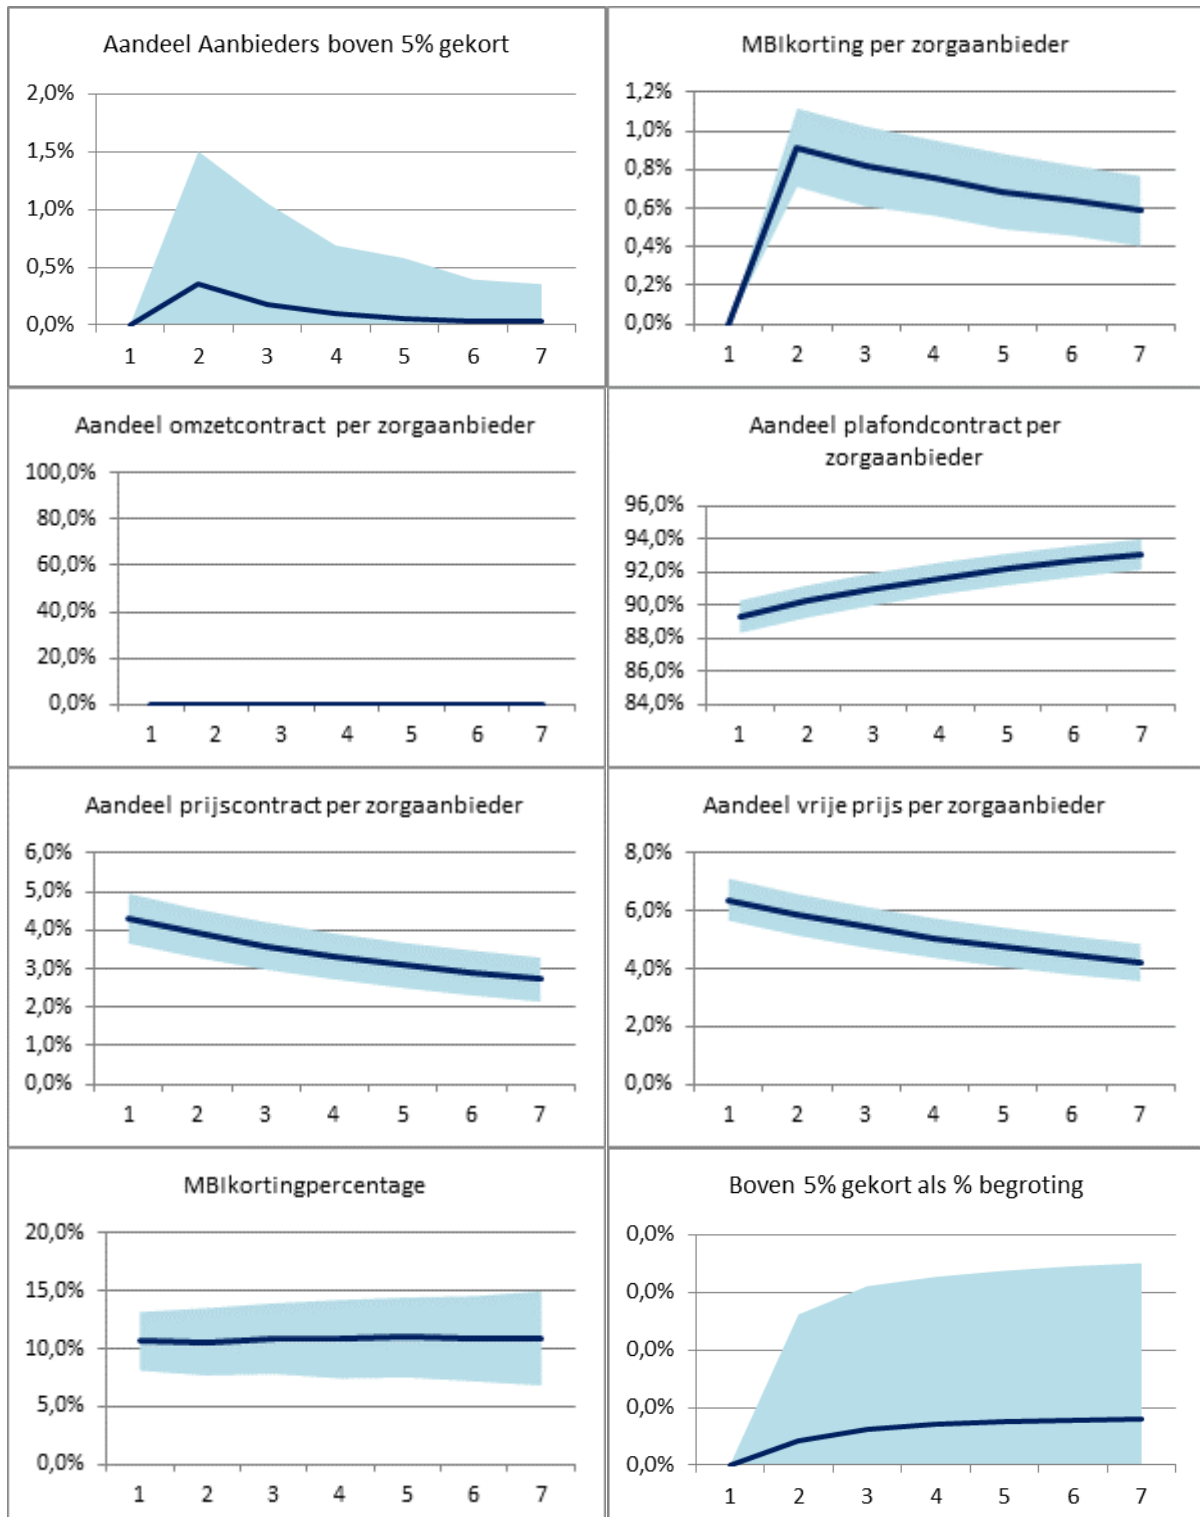 Aandeel Aanbieders boven 5% gekort
2,0%
1,5%
1,0%
0,5%
0,0%
1 2 3 4 5 6 7
MBIkorting per zorgaanbieder
1,2%
1,0%
0,8%
0,6%
0,4%
0,2%
0,0%
1 2 3 4 5 6 7
Aandeel omzetcontract per zorgaanbieder
100,0%
80,0%
60,0%
40,0%
20,0%
0,0%
1 2 3 4 5 6 7
Aandeel plafondcontract per
zorgaanbieder
96,0%
94,0%
92,0%
90,0%
88,0%
86,0%
84,0%
1 2 3 4 5 6 7
Aandeel prijscontract per zorgaanbieder
6,0%
5,0%
4,0%
3,0%
2,0%
1,0%
0,0%
1 2 3 4 5 6 7
Aandeel vrije prijs per zorgaanbieder
8,0%
6,0%
4,0%
2,0%
0,0%
1 2 3 4 5 6 7
MBIkortingpercentage
20,0%
15,0%
10,0%
5,0%
0,0%
1 2 3 4 5 6 7
Boven 5% gekort als % begroting
0,0%
0,0%
0,0%
0,0%
0,0%
1 2 3 4 5 6 7